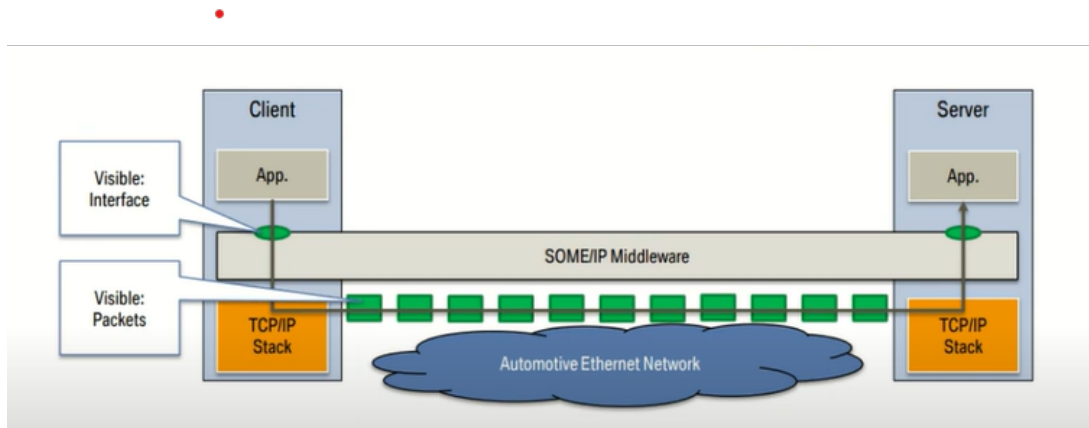 Client
Server
App.
App.
Visible:
Interface
SOME/IP Middleware
Visible:
Packets
TCP/IP
Stack
TCP/IP
Stack
Automotive Ethernet Network